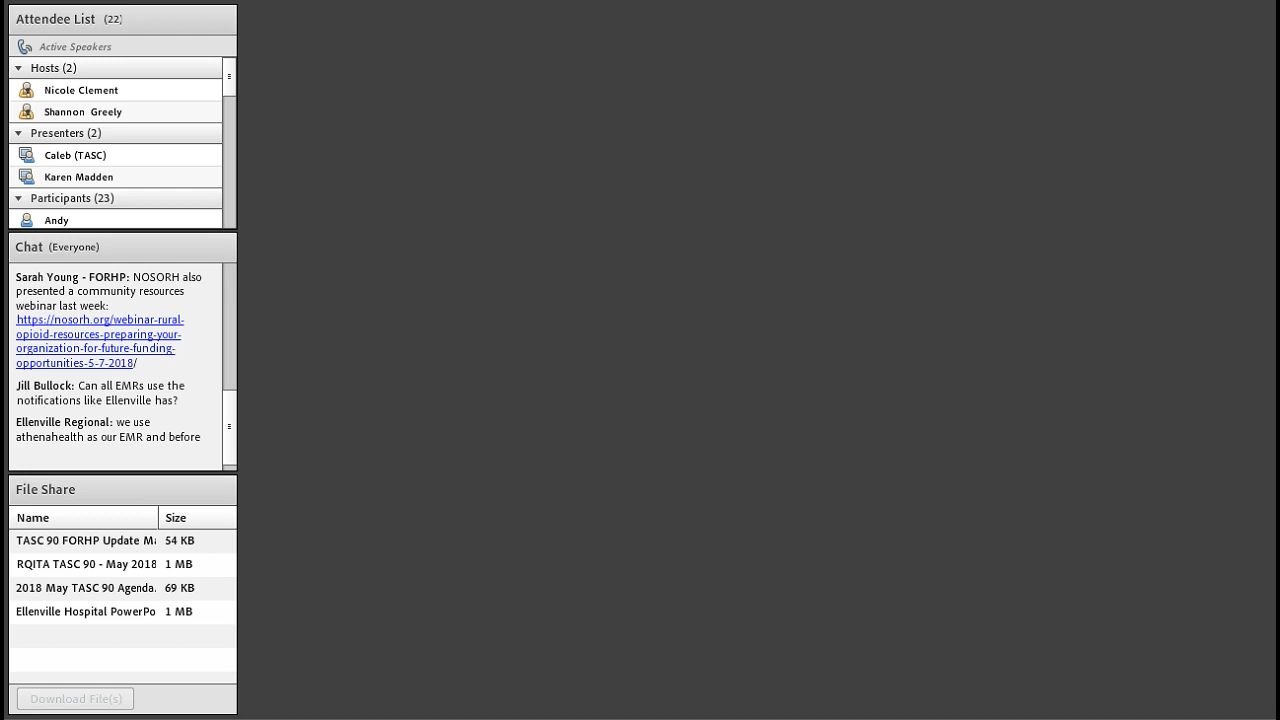 Attendee List (22)
Active Speakers
Hosts (2)
Nicole Clement
Shannon Greely
Presenters (2)
Caleb (TASC)
Karen Madden
Participants (23)
Andy
Chat (Everyone)
Sarah Young - FORHP: NOSORH also
presented a community resources
webinar last week:
https://nosorh.org/webinar-rural-
opioid-resources-preparing-your-
organization-for-future-funding-
opportunities-5-7-2018/
Jill Bullock: Can all EMRs use the
notifications like Ellenville has?
Ellenville Regional: we use
athenahealth as our EMR and before
File Share
Name Size
TASC 90 FORHP Update Ma 54 KB
RQITA TASC 90 - May 2018 1 MB
2018 May TASC 90 Agenda. 69 KB
Ellenville Hospital PowerPo 1 MB
Download File(s)